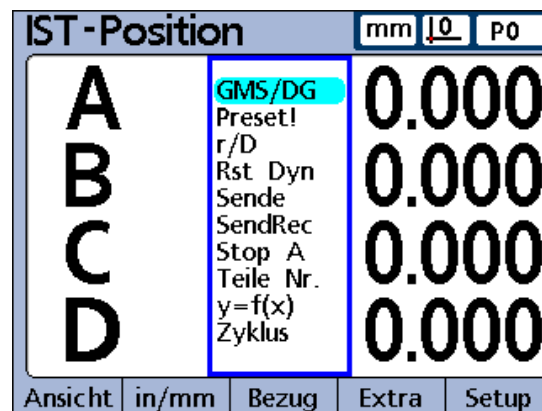 IST-Position mm 0 P0
A GMS/DG 0.000
Preset!
r/D
B Rst Dyn 0.000
Sende
SendRec
C Stop A 0.000
Teile Nr.
y=f(x)
D Zyklus 0.000
Ansicht in/mm Bezug Extra Setup